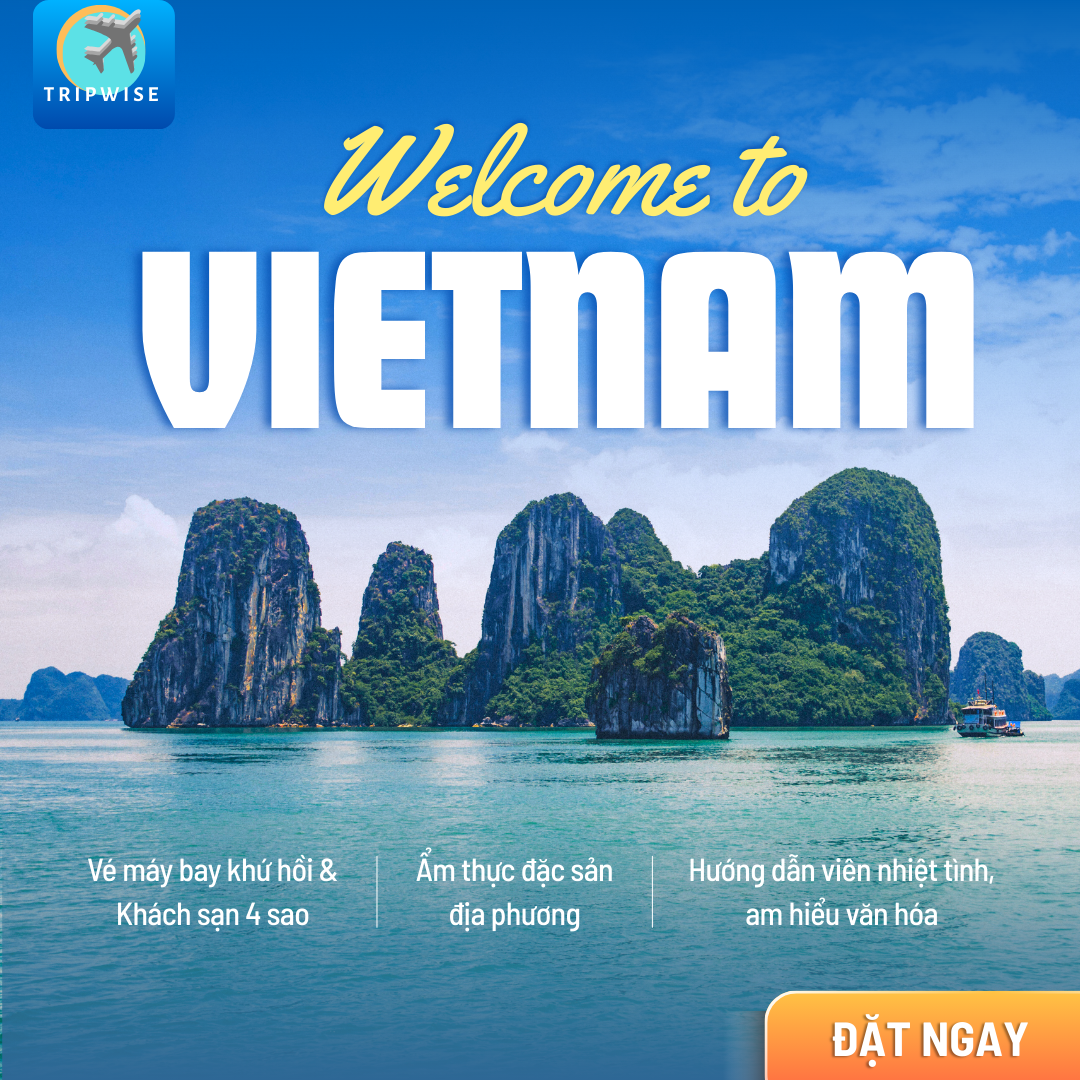 TRIPWISE
Welcome to
VIETNAM
Vé máy bay khứ hồi &
Khách sạn 4 sao
Ẩm thực đặc sản
địa phương
Hướng dẫn viên nhiệt tình,
am hiểu văn hóa
ĐẶT NGAY